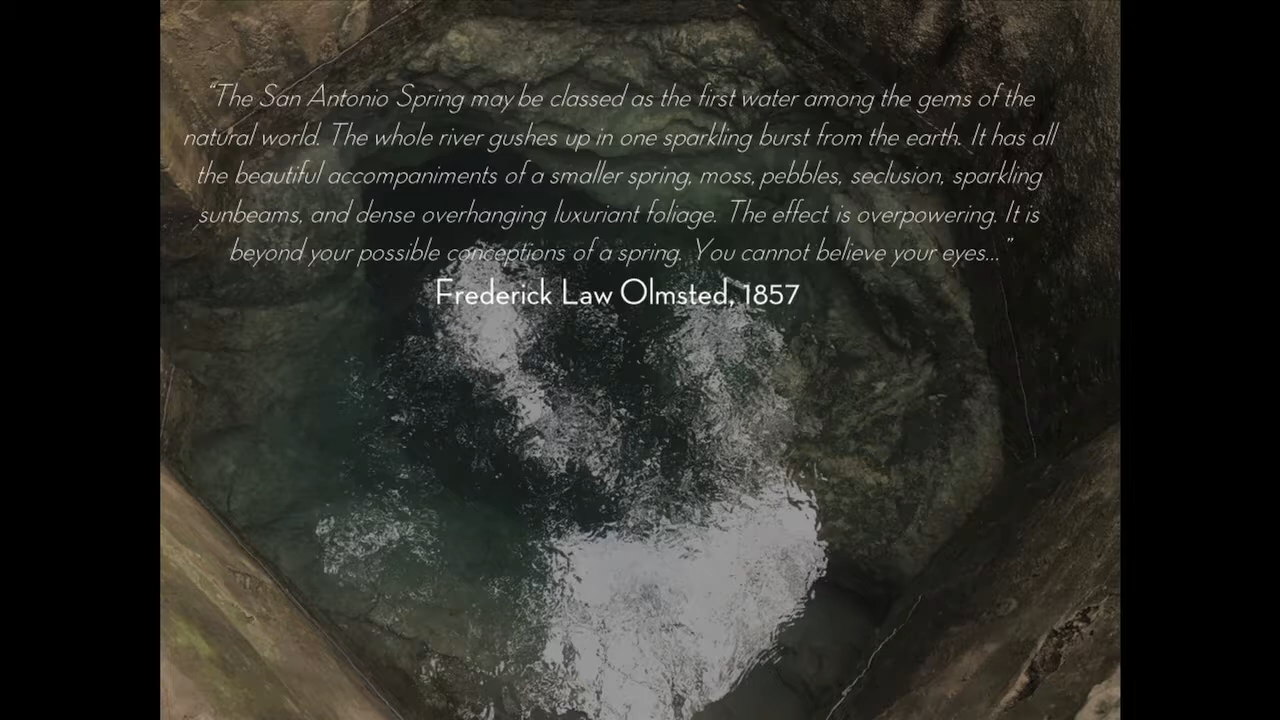 “The San Antonio Spring may be classed as the first water among the gems of the
natural world. The whole river gushes up in one sparkling burst from the earth. It has all
the beautiful accompaniments of a smaller spring, moss, pebbles, seclusion, sparkling
sunbeams, and dense overhanging luxuriant foliage. The effect is overpowering. It is
beyond your possible conceptions of a spring. You cannot believe your eyes...”
Frederick Law Olmsted, 1857